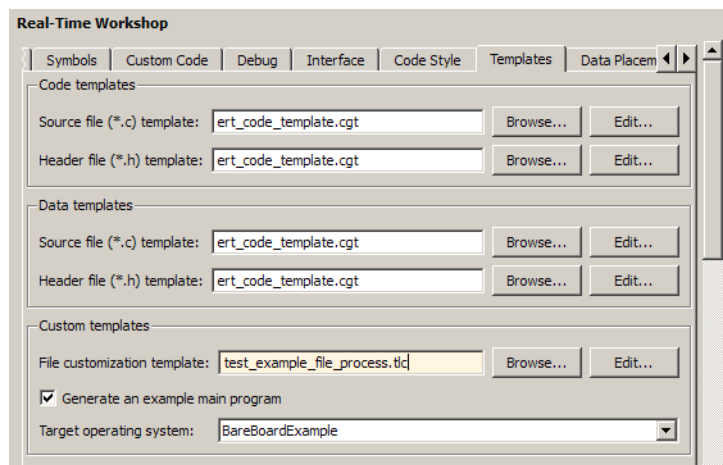 Real-Time Workshop
Symbols Custom Code Debug Interface Code Style Templates Data Placem
Code templates
Source file (*.c) template: ert_code_template.cgt Browse... Edit...
Header file (*.h) template: ert_code_template.cgt Browse... Edit...
Data templates
Source file (*.c) template: ert_code_template.cgt Browse... Edit...
Header file (*.h) template: ert_code_template.cgt Browse... Edit...
Custom templates
File customization template: test_example_file_process.tlc Browse... Edit...
Generate an example main program
Target operating system: BareBoardExample